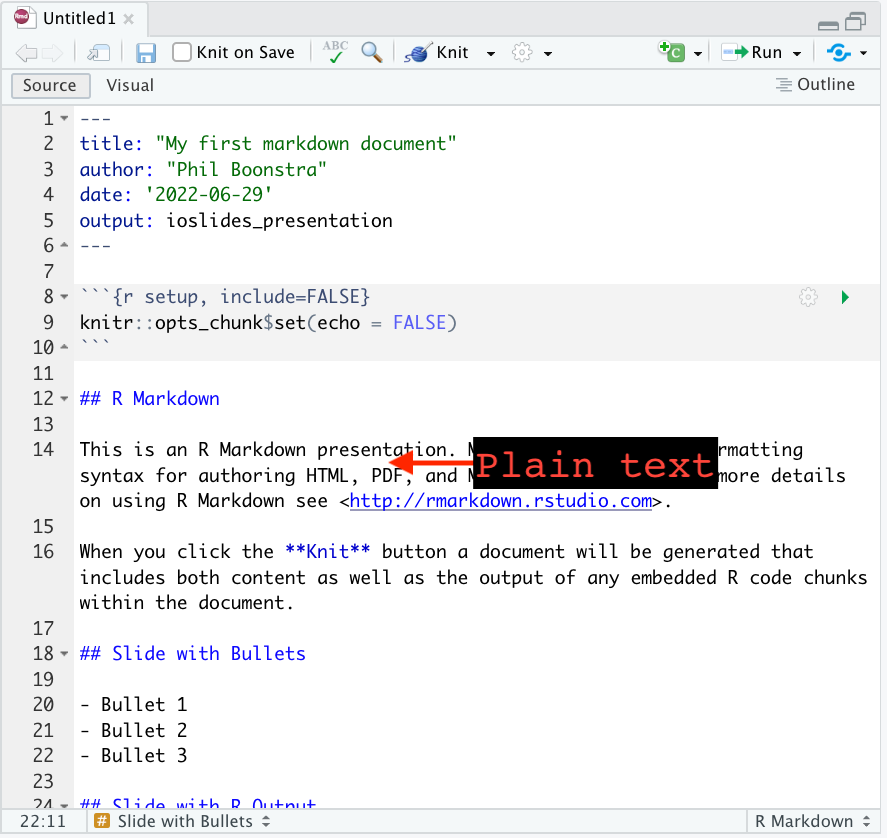 Untitled1
Knit on Save
ABC
Knit
Run
Source Visual
Outline
1 ---
2 title: "My first markdown document"
3 author: "Phil Boonstra"
4 date: '2022-06-29'
5 output: ioslides_presentation
6 ---
7
8 ```{r setup, include=FALSE}
9 knitr::opts_chunk$set(echo = FALSE)
10 ```
11
12 ## R Markdown
13
14 This is an R Markdown presentation. rmatting
Plain text
syntax for authoring HTML, PDF, and more details
on using R Markdown see <http://rmarkdown.rstudio.com>.
15
16 When you click the **Knit** button a document will be generated that
includes both content as well as the output of any embedded R code chunks
within the document.
17
18 ## Slide with Bullets
19
20 - Bullet 1
21 - Bullet 2
22 - Bullet 3
23
24 ## Slide with R Output
22:11 # Slide with Bullets R Markdown